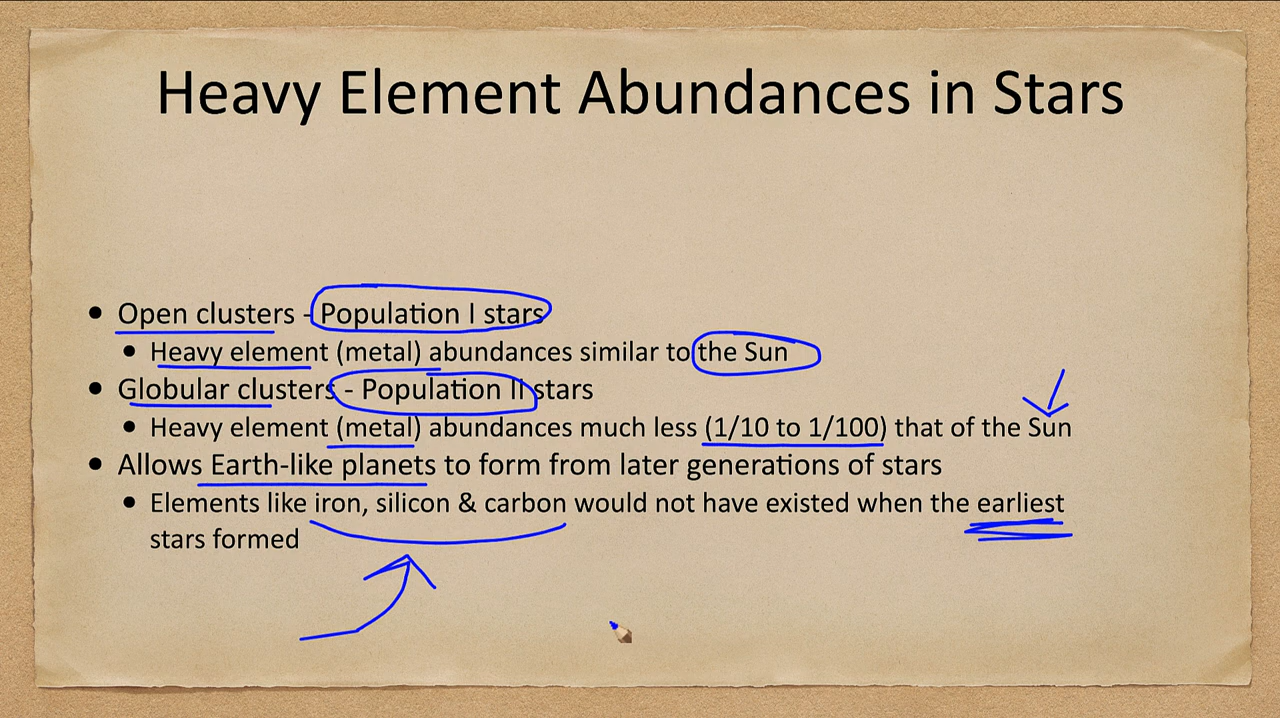 Heavy Element Abundances in Stars
• Open clusters - Population I stars
• Heavy element (metal) abundances similar to the Sun
• Globular clusters - Population II stars
• Heavy element (metal) abundances much less (1/10 to 1/100) that of the Sun
• Allows Earth-like planets to form from later generations of stars
• Elements like iron, silicon & carbon would not have existed when the earliest
stars formed